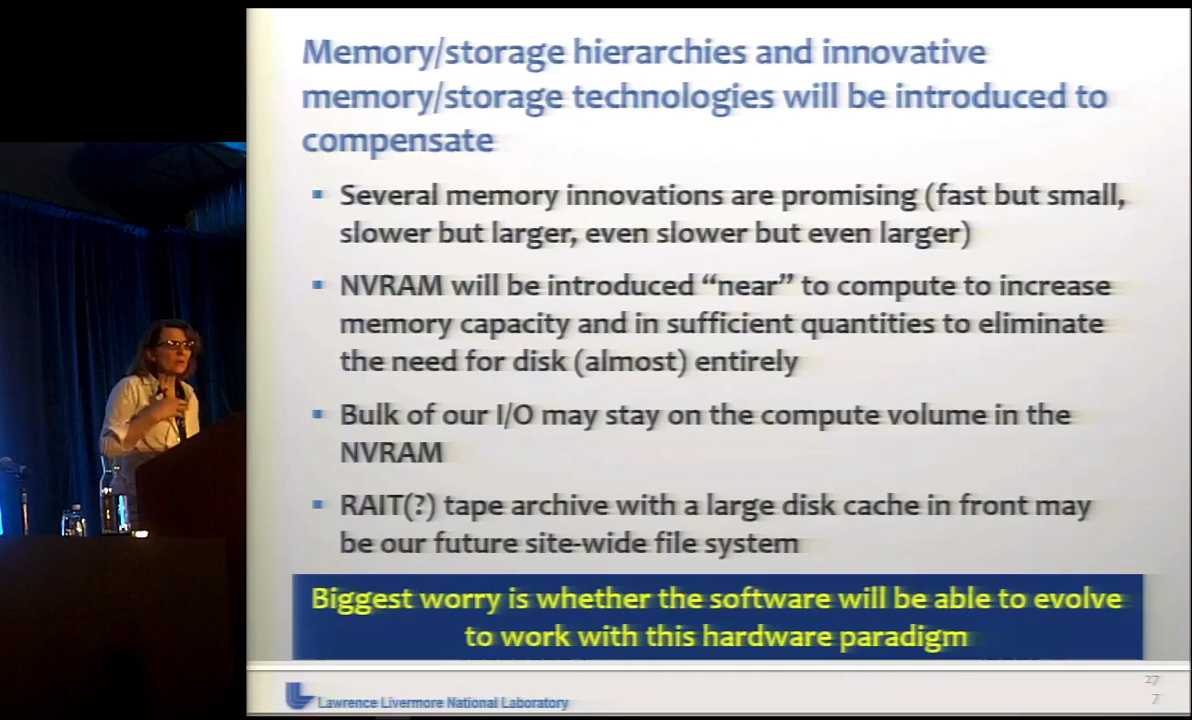 Memory/storage hierarchies and innovative
memory/storage technologies will be introduced to
compensate
▪ Several memory innovations are promising (fast but small,
slower but larger, even slower but even larger)
▪ NVRAM will be introduced “near” to compute to increase
memory capacity and in sufficient quantities to eliminate
the need for disk (almost) entirely
▪ Bulk of our I/O may stay on the compute volume in the
NVRAM
▪ RAIT(?) tape archive with a large disk cache in front may
be our future site-wide file system
Biggest worry is whether the software will be able to evolve
to work with this hardware paradigm
Lawrence Livermore National Laboratory
27
7